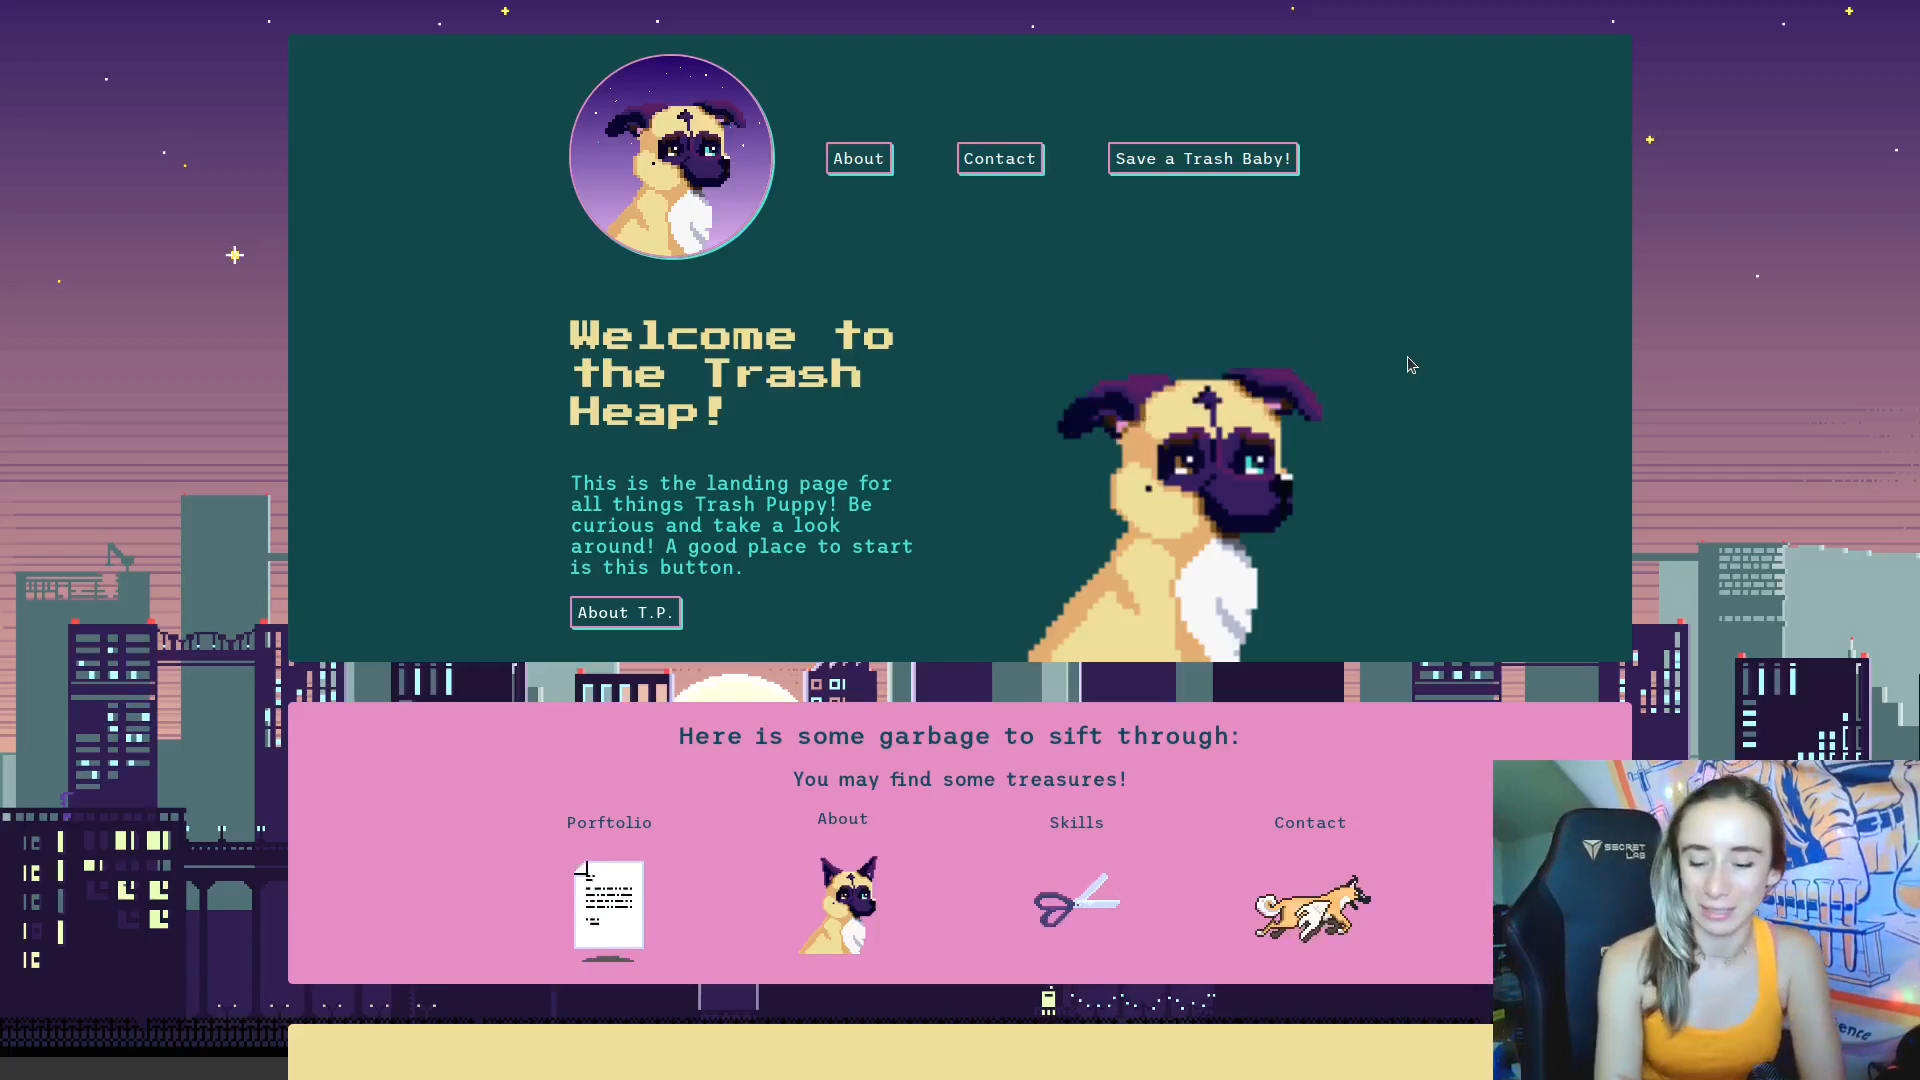 About
Contact
Save a Trash Baby!
Welcome to
the Trash
Heap!
This is the landing page for
all things Trash Puppy! Be
curious and take a look
around! A good place to start
is this button.
About T.P.
Here is some garbage to sift through:
You may find some treasures!
Porftolio
About
Skills
Contact
SECRET
LAB